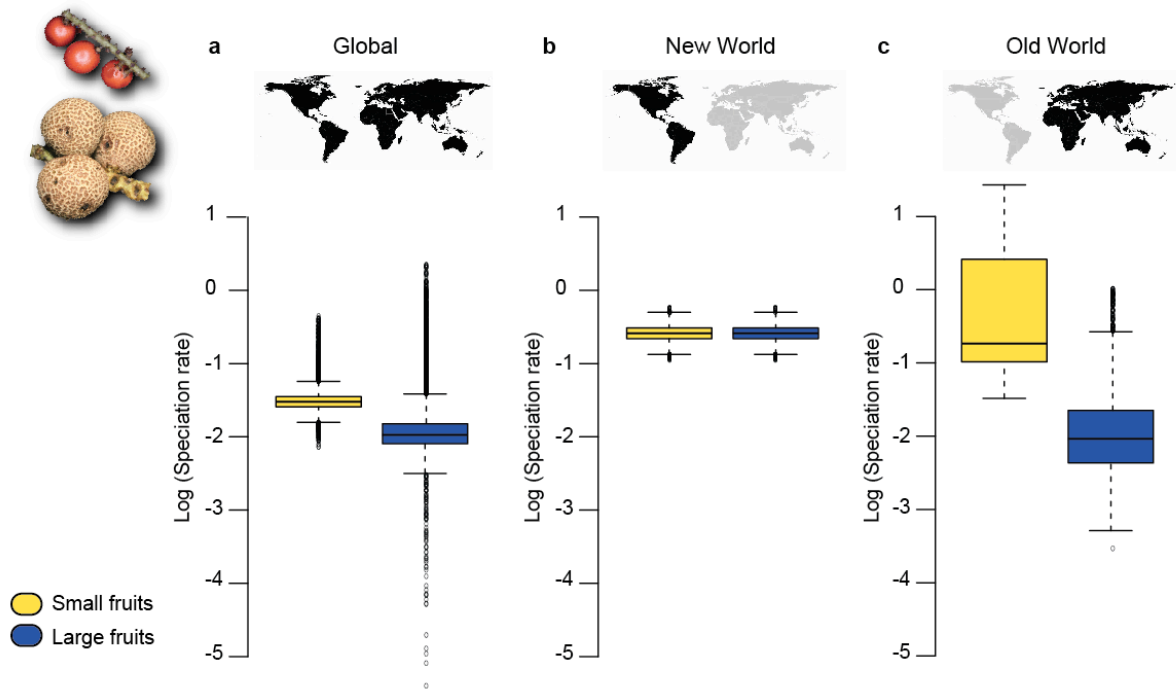 a Global
b New World
c Old World
Log (Speciation rate)
1
0
-1
-2
-3
-4
-5
Log (Speciation rate)
1
0
-1
-2
-3
-4
-5
Log (Speciation rate)
1
0
-1
-2
-3
-4
-5
Small fruits
Large fruits